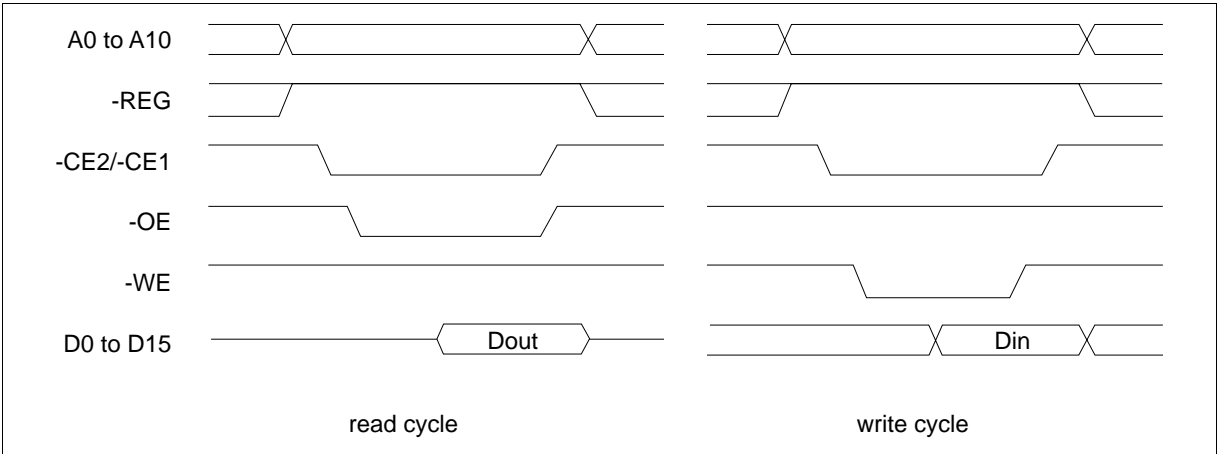 A0 to A10
-REG
-CE2/-CE1
-OE
-WE
D0 to D15 Dout Din
read cycle write cycle